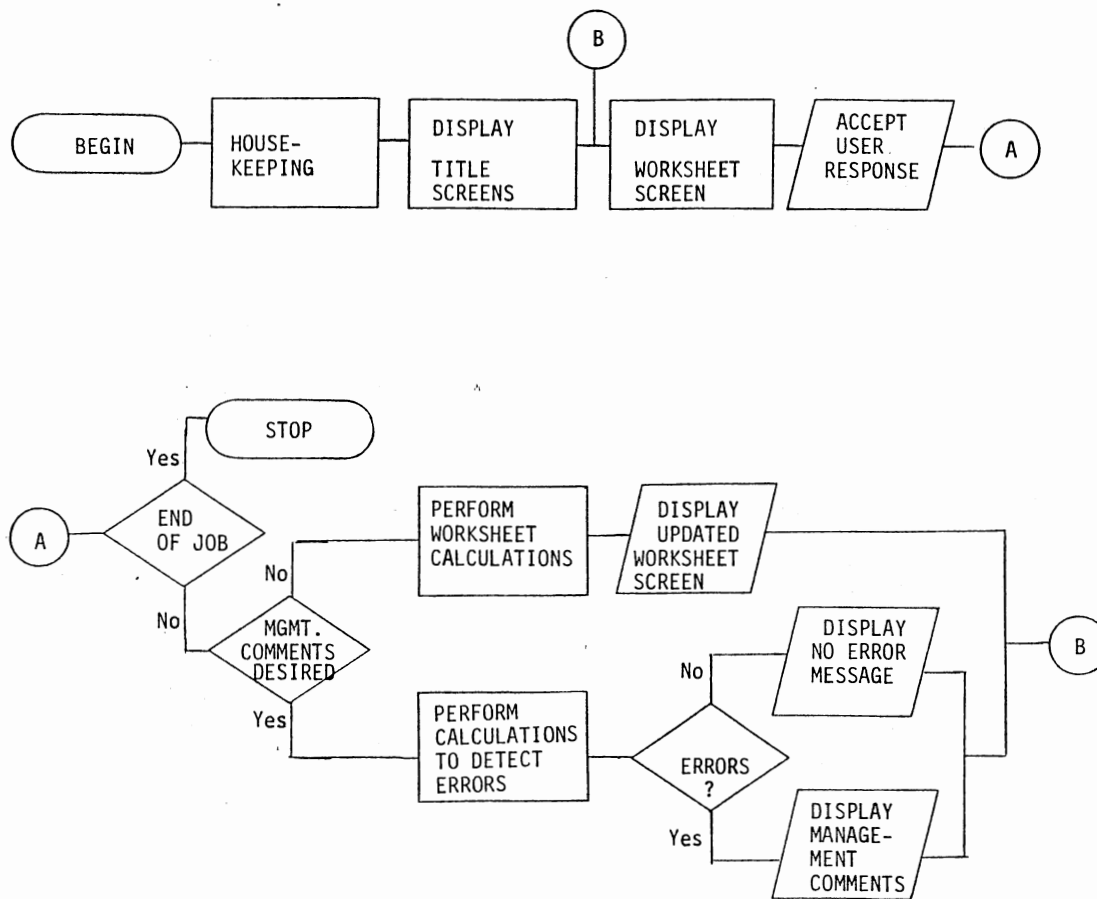 B
BEGIN
HOUSE-
KEEPING
DISPLAY
TITLE
SCREENS
DISPLAY
WORKSHEET
SCREEN
ACCEPT
USER
RESPONSE
A
STOP
Yes
A
END
OF JOB
No
No
MGMT.
COMMENTS
DESIRED
Yes
PERFORM
WORKSHEET
CALCULATIONS
DISPLAY
UPDATED
WORKSHEET
SCREEN
PERFORM
CALCULATIONS
TO DETECT
ERRORS
ERRORS
?
No
DISPLAY
NO ERROR
MESSAGE
Yes
DISPLAY
MANAGE-
MENT
COMMENTS
B